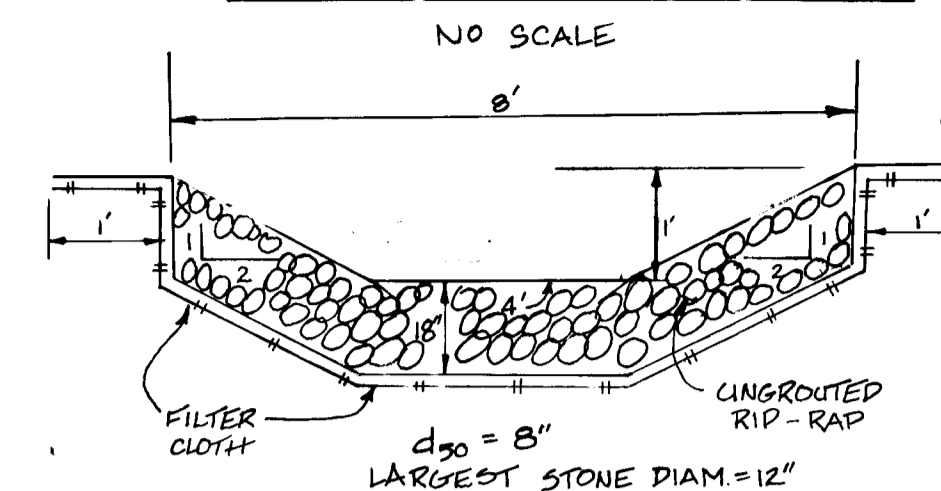 NO SCALE
8'
1'
1'
1'
1
2
1
2
4'
18"
FILTER
CLOTH
UNGROUTED
RIP-RAP
d50 = 8"
LARGEST STONE DIAM. = 12"